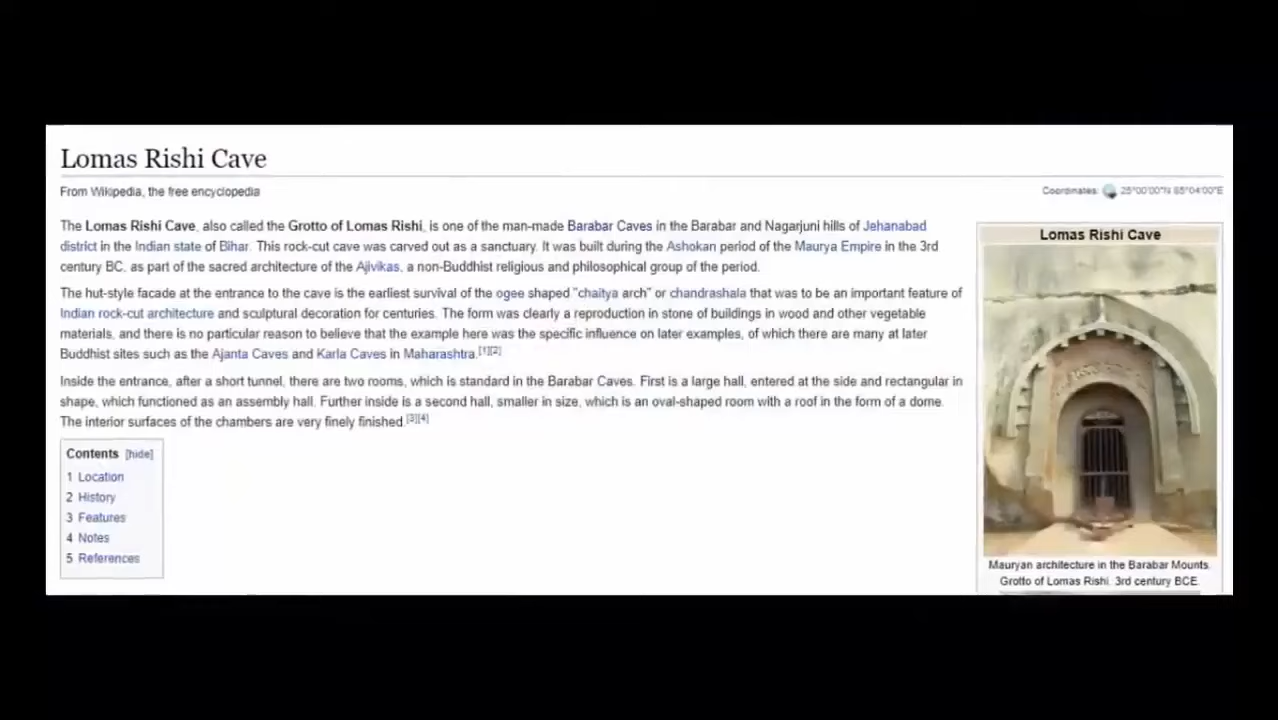 Lomas Rishi Cave
From Wikipedia, the free encyclopedia
Coordinates: 25°00'00"N 85°04'00"E
The Lomas Rishi Cave, also called the Grotto of Lomas Rishi, is one of the man-made Barabar Caves in the Barabar and Nagarjuni hills of Jehanabad
district in the Indian state of Bihar. This rock-cut cave was carved out as a sanctuary. It was built during the Ashokan period of the Maurya Empire in the 3rd
century BC, as part of the sacred architecture of the Ajivikas, a non-Buddhist religious and philosophical group of the period.
The hut-style facade at the entrance to the cave is the earliest survival of the ogee shaped "chaitya arch" or chandrashala that was to be an important feature of
Indian rock-cut architecture and sculptural decoration for centuries. The form was clearly a reproduction in stone of buildings in wood and other vegetable
materials, and there is no particular reason to believe that the example here was the specific influence on later examples, of which there are many at later
Buddhist sites such as the Ajanta Caves and Karla Caves in Maharashtra.[1][2]
Inside the entrance, after a short tunnel, there are two rooms, which is standard in the Barabar Caves. First is a large hall, entered at the side and rectangular in
shape, which functioned as an assembly hall. Further inside is a second hall, smaller in size, which is an oval-shaped room with a roof in the form of a dome.
The interior surfaces of the chambers are very finely finished.[3][4]
Contents [hide]
1 Location
2 History
3 Features
4 Notes
5 References
Lomas Rishi Cave
Mauryan architecture in the Barabar Mounts.
Grotto of Lomas Rishi. 3rd century BCE.